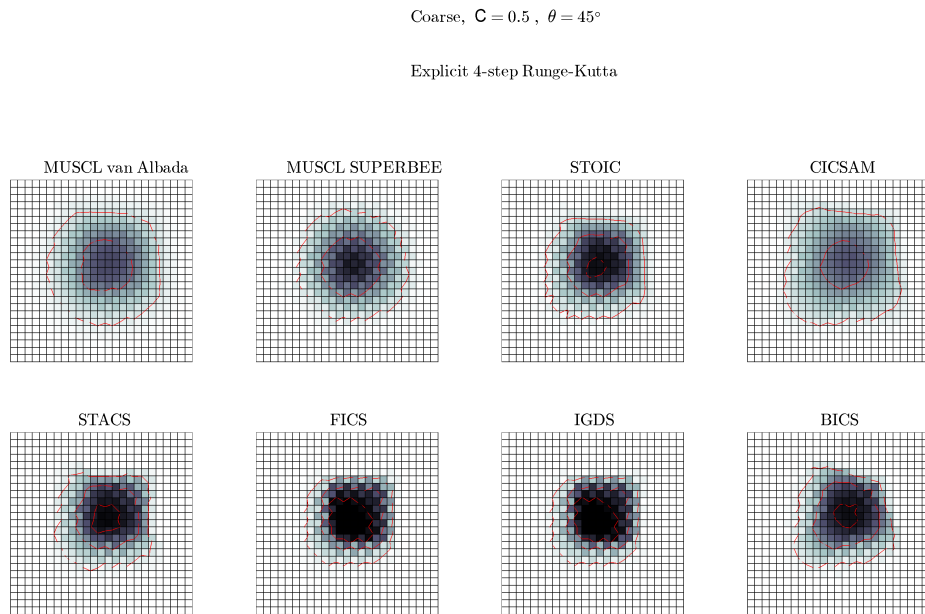 Coarse, C = 0.5 , θ = 45°
Explicit 4-step Runge-Kutta
MUSCL van Albada
MUSCL SUPERBEE
STOIC
CICSAM
STACS
FICS
IGDS
BICS